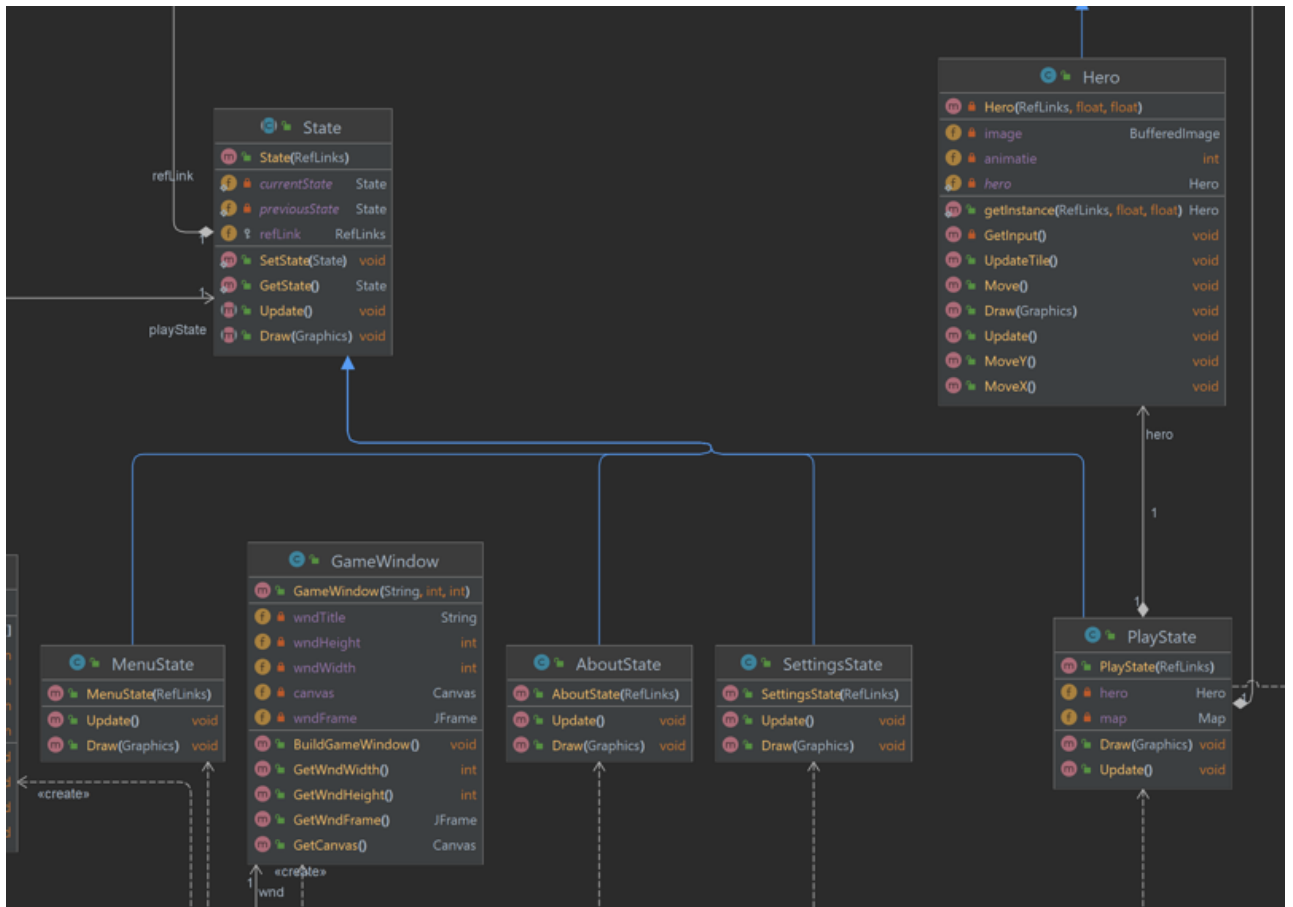 State
State(RefLinks)
currentState State
previousState State
refLink RefLinks
SetState(State) void
GetState() State
Update() void
Draw(Graphics) void
refLink
1
1
playState
Hero
Hero(RefLinks, float, float)
image BufferedImage
animatie int
hero Hero
getInstance(RefLinks, float, float) Hero
GetInput() void
UpdateTile() void
Move() void
Draw(Graphics) void
Update() void
MoveY() void
MoveX() void
hero
1
1
GameWindow
GameWindow(String, int, int)
wndTitle String
wndHeight int
wndWidth int
canvas Canvas
wndFrame JFrame
BuildGameWindow() void
GetWndWidth() int
GetWndHeight() int
GetWndFrame() JFrame
GetCanvas() Canvas
«create»
1
wnd
MenuState
MenuState(RefLinks)
Update() void
Draw(Graphics) void
«create»
AboutState
AboutState(RefLinks)
Update() void
Draw(Graphics) void
SettingsState
SettingsState(RefLinks)
Update() void
Draw(Graphics) void
PlayState
PlayState(RefLinks)
hero Hero
map Map
Draw(Graphics) void
Update() void
1